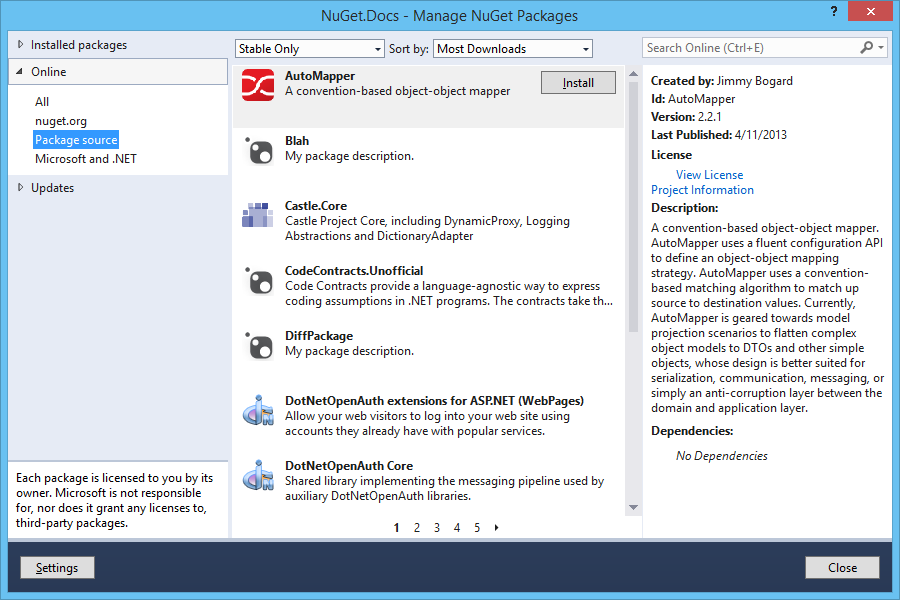 NuGet.Docs - Manage NuGet Packages
?
Installed packages
Online
All
nuget.org
Package source
Microsoft and .NET
Updates
Each package is licensed to you by its
owner. Microsoft is not responsible
for, nor does it grant any licenses to,
third-party packages.
Stable Only
Sort by:
Most Downloads
AutoMapper
A convention-based object-object mapper
Install
Blah
My package description.
Castle.Core
Castle Project Core, including DynamicProxy, Logging
Abstractions and DictionaryAdapter
CodeContracts.Unofficial
Code Contracts provide a language-agnostic way to express
coding assumptions in .NET programs. The contracts take th...
DiffPackage
My package description.
DotNetOpenAuth extensions for ASP.NET (WebPages)
Allow your web visitors to log into your web site using
accounts they already have with popular services.
DotNetOpenAuth Core
Shared library implementing the messaging pipeline used by
auxiliary DotNetOpenAuth libraries.
1 2 3 4 5
Search Online (Ctrl+E)
Created by: Jimmy Bogard
Id: AutoMapper
Version: 2.2.1
Last Published: 4/11/2013
License
View License
Project Information
Description:
A convention-based object-object mapper.
AutoMapper uses a fluent configuration API
to define an object-object mapping
strategy. AutoMapper uses a convention-
based matching algorithm to match up
source to destination values. Currently,
AutoMapper is geared towards model
projection scenarios to flatten complex
object models to DTOs and other simple
objects, whose design is better suited for
serialization, communication, messaging, or
simply an anti-corruption layer between the
domain and application layer.
Dependencies:
No Dependencies
Settings
Close